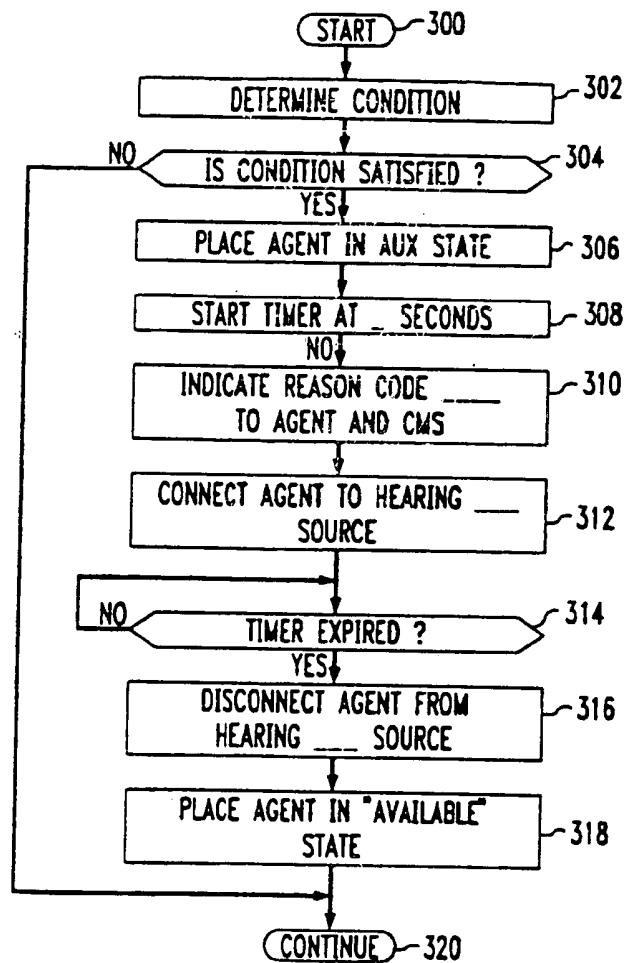 START 300
DETERMINE CONDITION 302
NO IS CONDITION SATISFIED ? 304
YES
PLACE AGENT IN AUX STATE 306
START TIMER AT _ SECONDS 308
NO
INDICATE REASON CODE ____ 310
TO AGENT AND CMS
CONNECT AGENT TO HEARING ___
SOURCE 312
NO TIMER EXPIRED ? 314
YES
DISCONNECT AGENT FROM 316
HEARING ___ SOURCE
PLACE AGENT IN "AVAILABLE"
STATE 318
CONTINUE 320